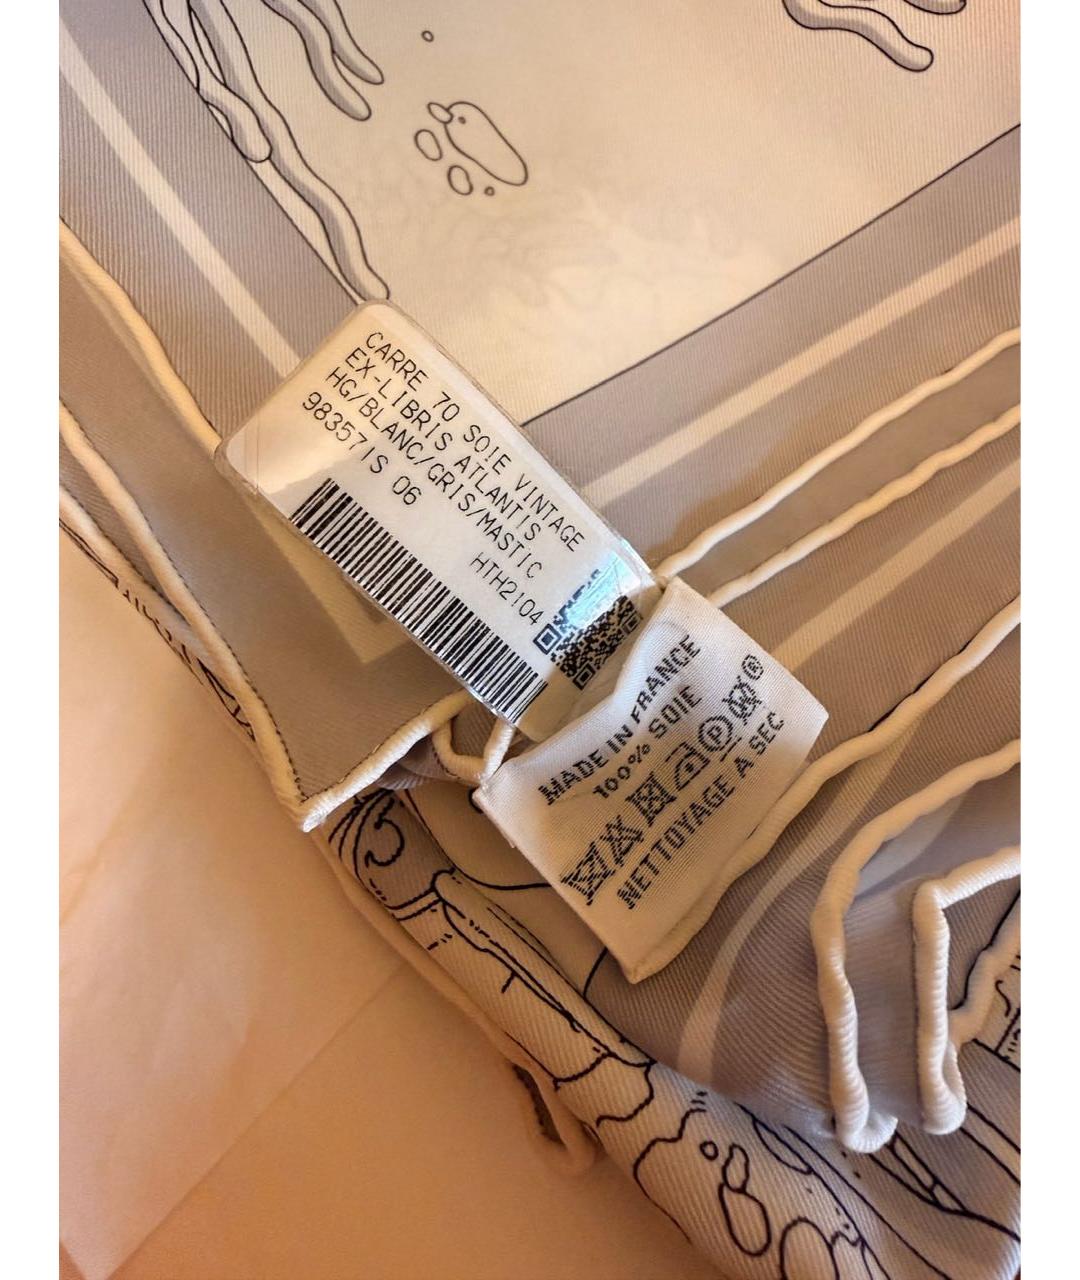 CARRE 70 SOIE VINTAGE
EX-LIBRIS ATLANTIS
HG/BLANC/GRIS/MASTIC
983571S 06
HTH2104
MADE IN FRANCE
100% SOIE
P
R
NETTOYAGE A SEC